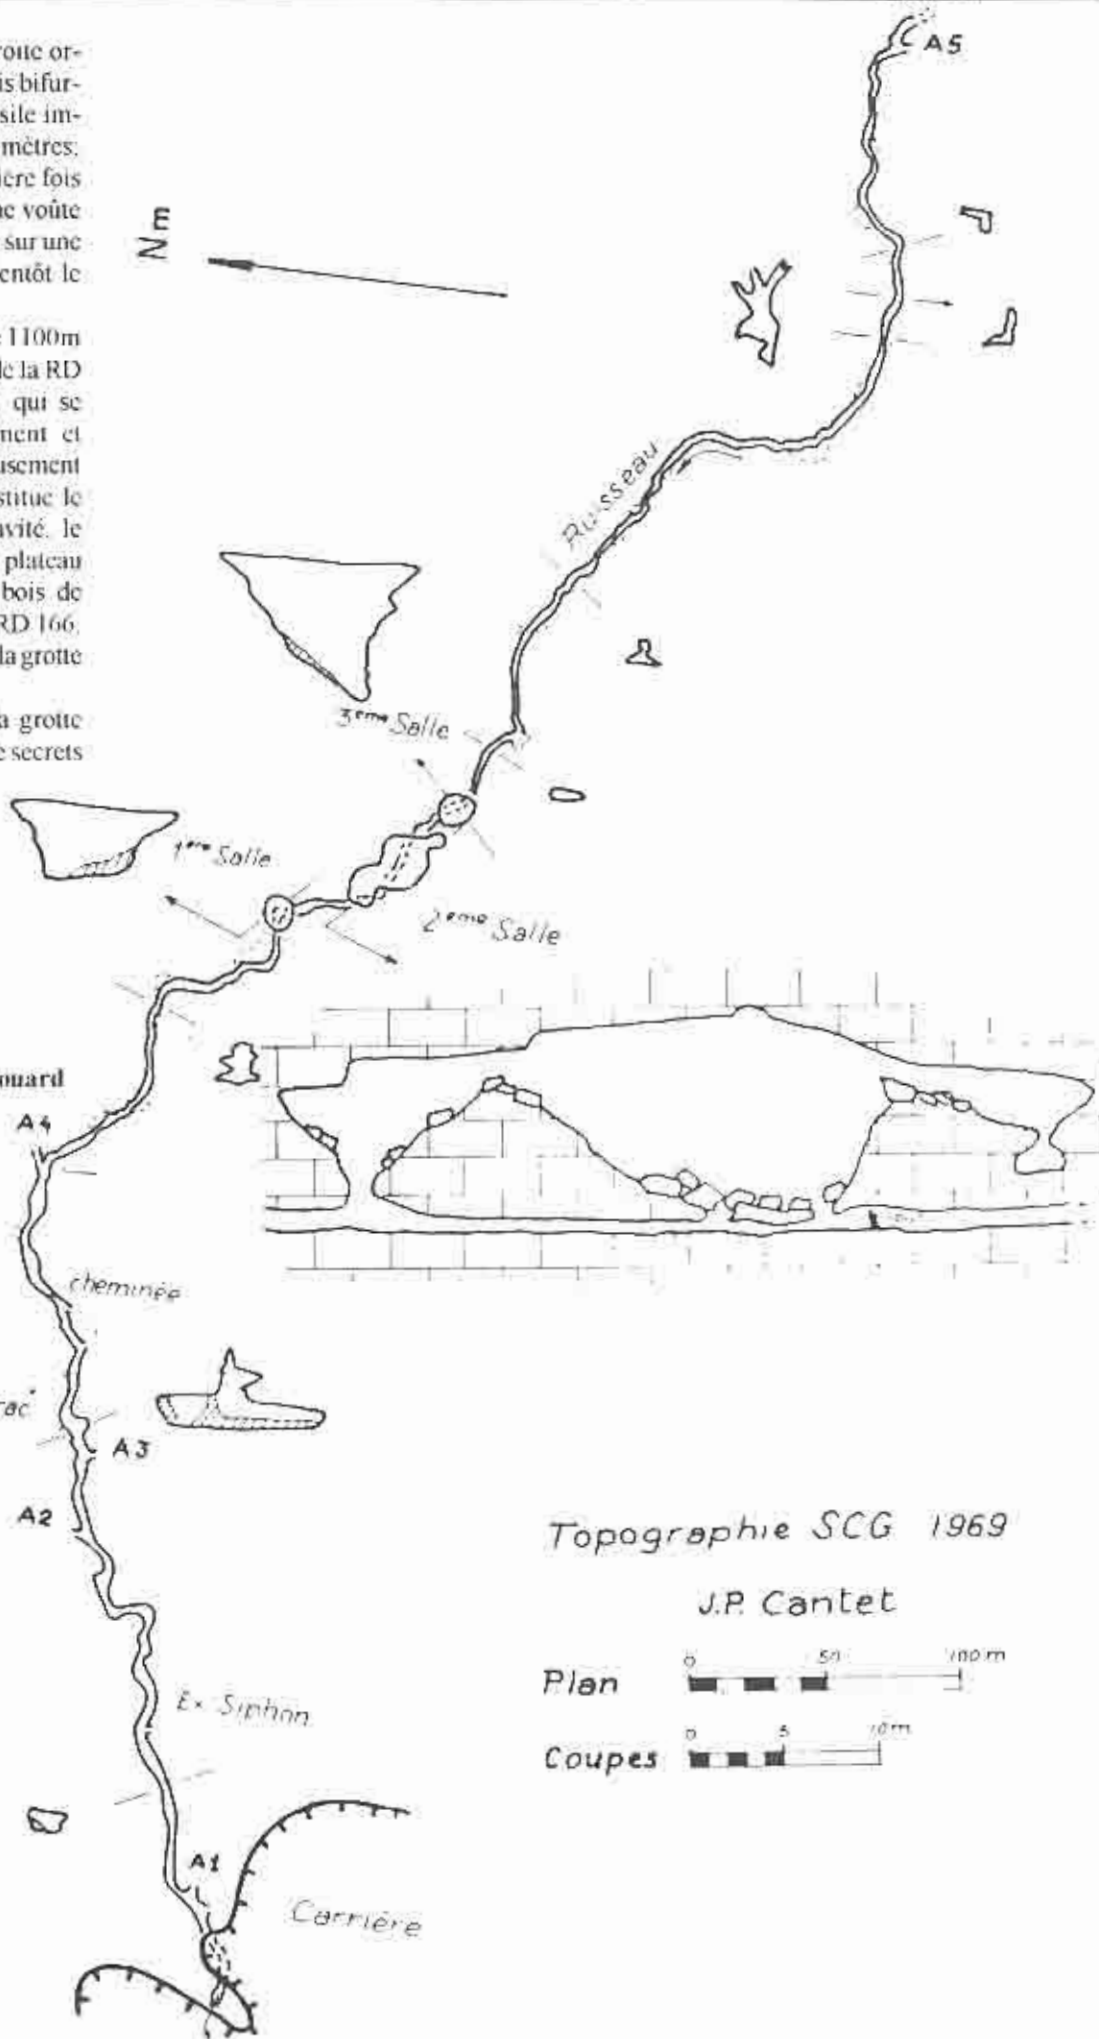 roite or-
is bifur-
sile im-
mètres;
ière fois
ne voûte
sur une
entôt le
1100m
de la RD
qui se
ment et
usement
stitue le
avité, le
plateau
bois de
RD 166,
la grotte
a grotte
e secrets
ouard
A5
Nm
Ruisseau
3ème Salle
1ère Salle
2ème Salle
A4
cheminée
rac
A3
A2
Ex Siphon
A1
Carrière
Topographie SCG 1969
J.P. Cantet
Plan 0 50 100 m
Coupes 0 5 10m